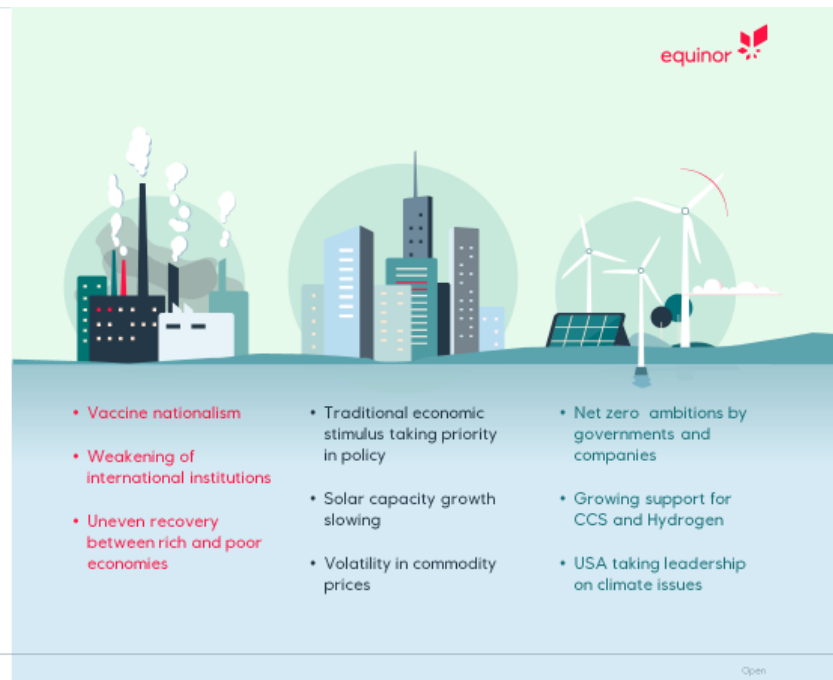 equinor
• Vaccine nationalism
• Weakening of
international institutions
• Uneven recovery
between rich and poor
economies
• Traditional economic
stimulus taking priority
in policy
• Solar capacity growth
slowing
• Volatility in commodity
prices
• Net zero ambitions by
governments and
companies
• Growing support for
CCS and Hydrogen
• USA taking leadership
on climate issues
Open